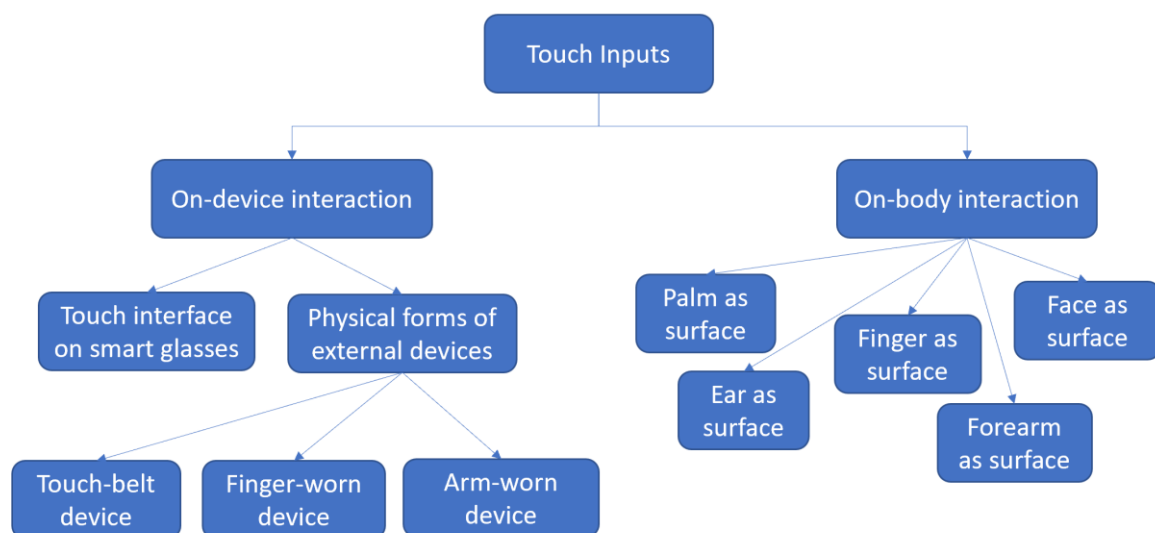 Touch Inputs
On-device interaction
On-body interaction
Touch interface
on smart glasses
Physical forms of
external devices
Palm as
surface
Finger as
surface
Face as
surface
Ear as
surface
Forearm
as surface
Touch-belt
device
Finger-worn
device
Arm-worn
device